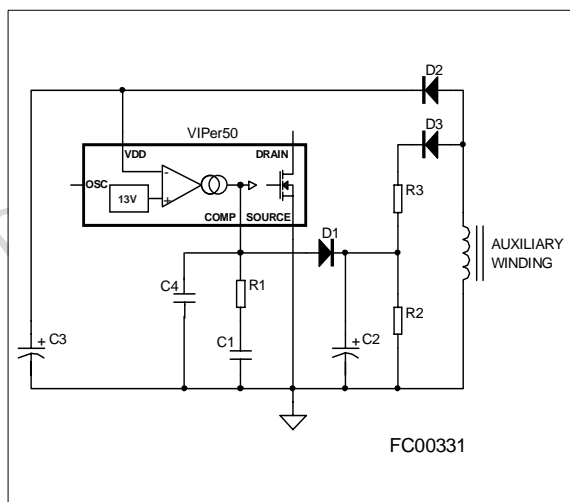 D2
D3
VIPer50
VDD
DRAIN
OSC
13V
-
+
COMP SOURCE
R3
D1
AUXILIARY
WINDING
C4
R1
R2
C1
+ C3
+ C2
FC00331